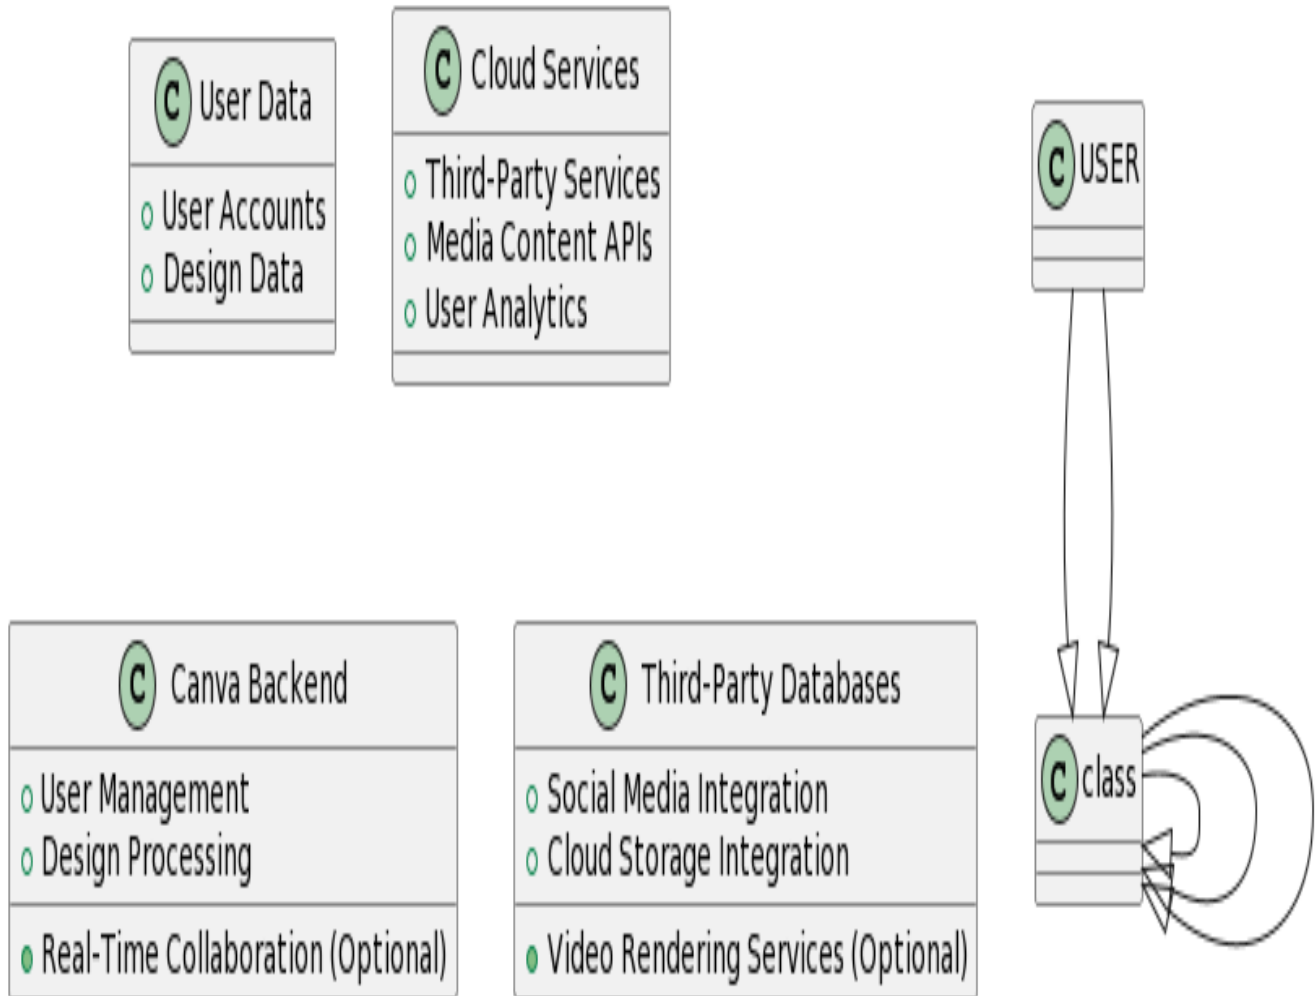 C User Data
User Accounts
Design Data
C Cloud Services
Third-Party Services
Media Content APIs
User Analytics
C USER
C Canva Backend
User Management
Design Processing
Real-Time Collaboration (Optional)
C Third-Party Databases
Social Media Integration
Cloud Storage Integration
Video Rendering Services (Optional)
C class